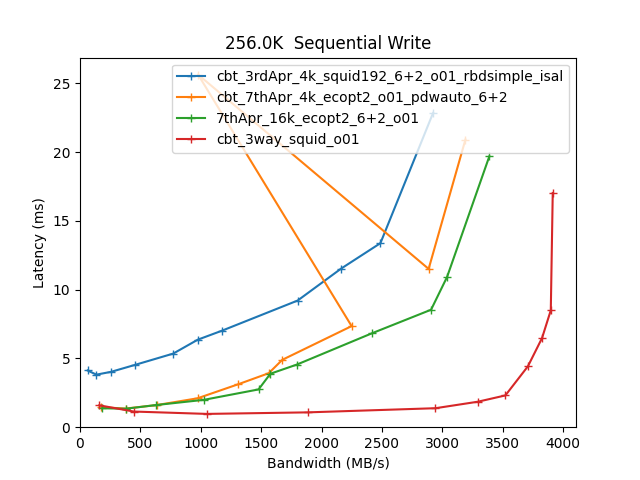 256.0K  Sequential Write
cbt_3rdApr_4k_squid192_6+2_o01_rbdsimple_isal
cbt_7thApr_4k_ecopt2_o01_pdwauto_6+2
7thApr_16k_ecopt2_6+2_o01
cbt_3way_squid_o01
25
20
15
10
5
0
Latency (ms)
0 500 1000 1500 2000 2500 3000 3500 4000
Bandwidth (MB/s)